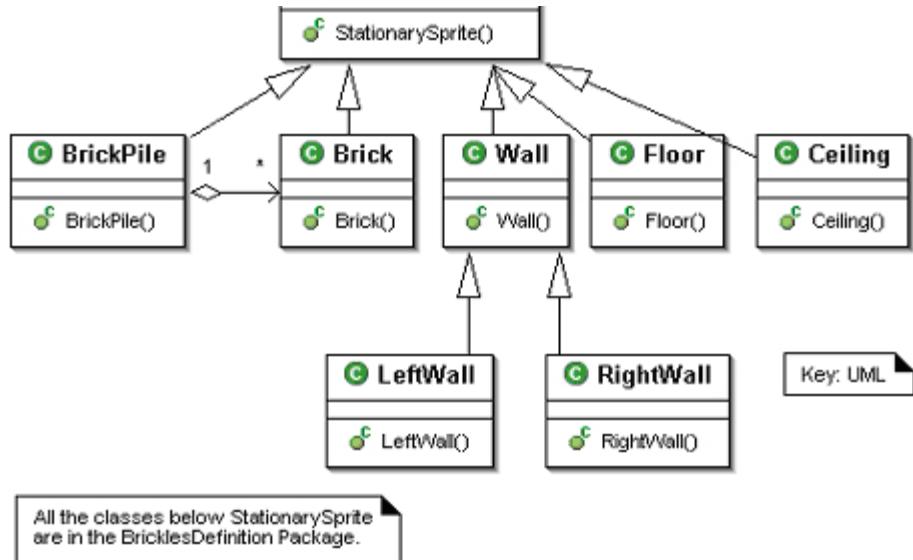 StationarySprite()
BrickPile
BrickPile()
1 *
Brick
Brick()
Wall
Wall()
Floor
Floor()
Ceiling
Ceiling()
LeftWall
LeftWall()
RightWall
RightWall()
Key: UML
All the classes below StationarySprite
are in the BricklesDefinition Package.